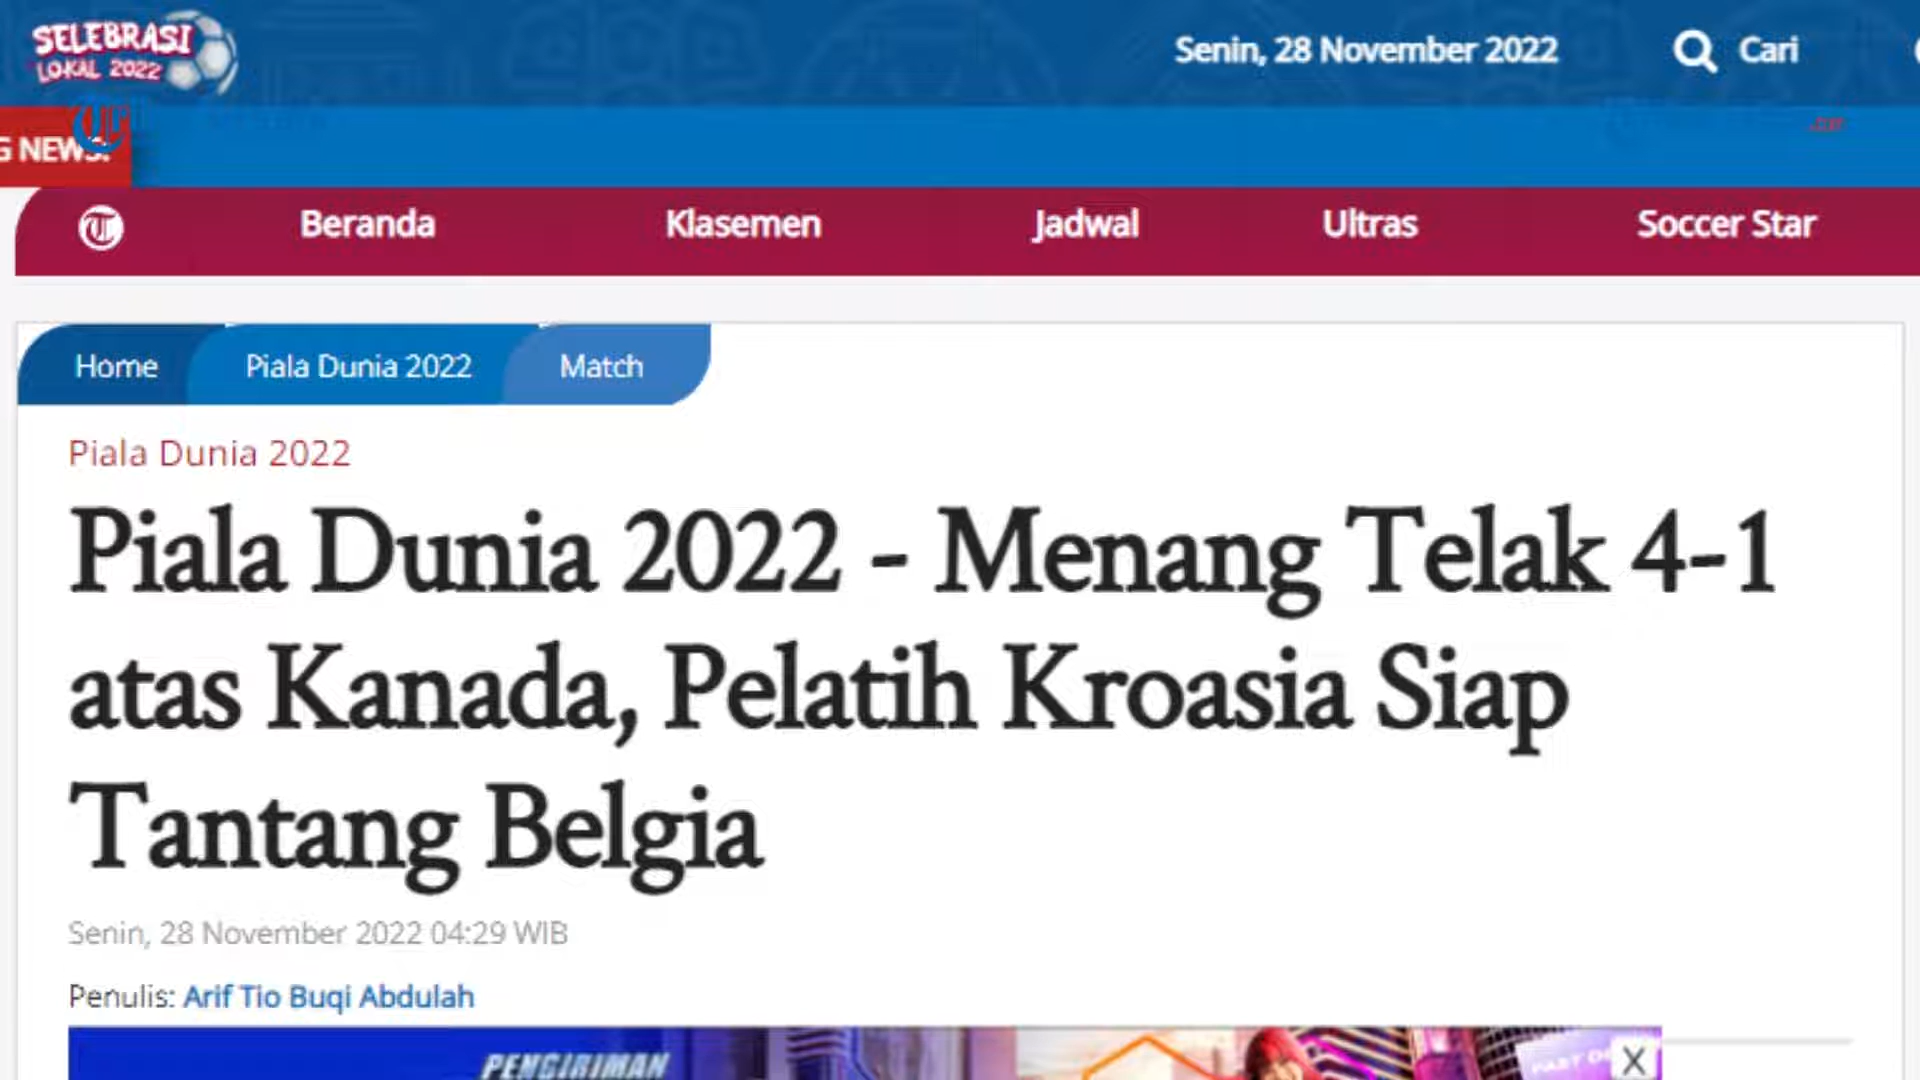 SELEBRASI
LOKAL 2022
Senin, 28 November 2022
Cari
G NEWS:
Beranda
Klasemen
Jadwal
Ultras
Soccer Star
Home
Piala Dunia 2022
Match
Piala Dunia 2022
Piala Dunia 2022 - Menang Telak 4-1
atas Kanada, Pelatih Kroasia Siap
Tantang Belgia
Senin, 28 November 2022 04:29 WIB
Penulis: Arif Tio Buqi Abdulah
PENGIRIMAN
X